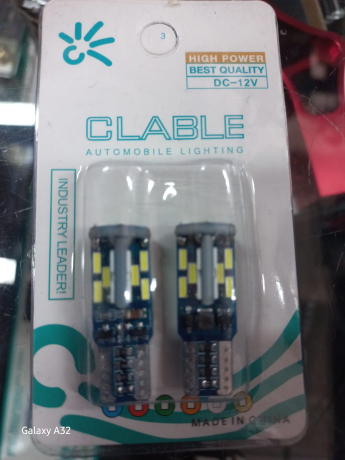 3
HIGH POWER
BEST QUALITY
DC-12V
CLABLE
AUTOMOBILE LIGHTING
INDUSTRY LEADER!
MADE IN CHINA
Galaxy A32